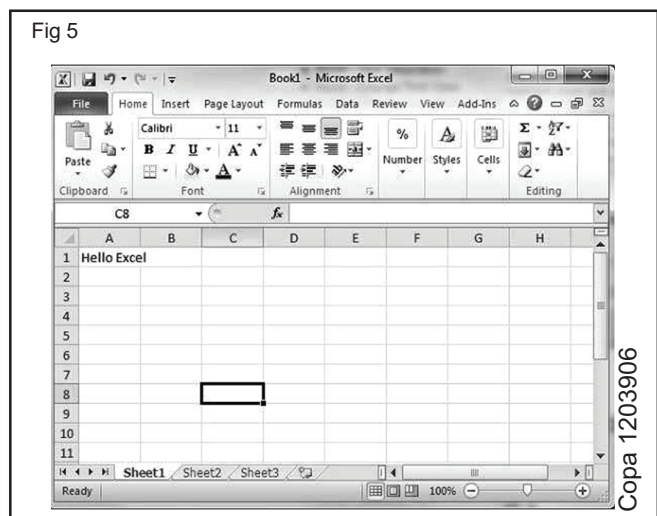 Fig 5
Book1 - Microsoft Excel
File Home Insert Page Layout Formulas Data Review View Add-Ins
Calibri 11
B I U A A
Paste A % Number Styles Cells Σ
Clipboard Font Alignment Editing
C8 fx
A B C D E F G H
1 Hello Excel
2
3
4
5
6
7
8
9
10
11
Sheet1 Sheet2 Sheet3
Ready 100%
Copa 1203906